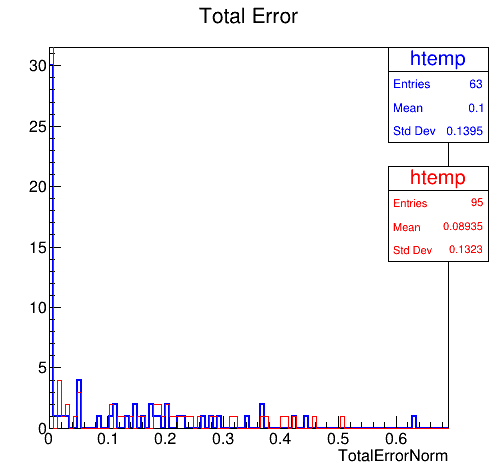 Total Error
htemp
Entries 63
Mean 0.1
Std Dev 0.1395
htemp
Entries 95
Mean 0.08935
Std Dev 0.1323
30
25
20
15
10
5
0
0 0.1 0.2 0.3 0.4 0.5 0.6
TotalErrorNorm